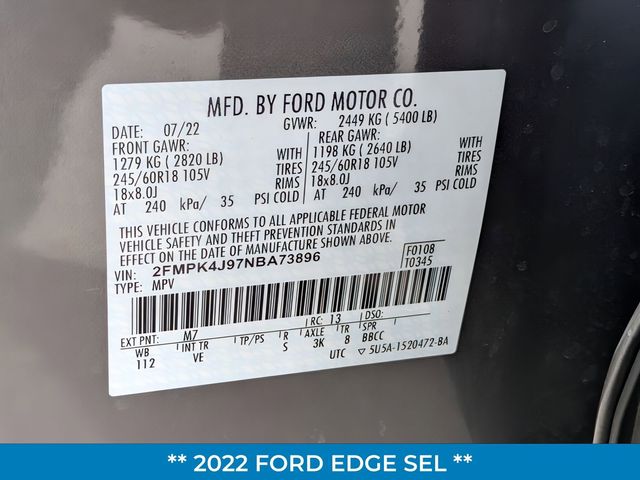 MFD. BY FORD MOTOR CO.
DATE: 07/22 GVWR: 2449 KG ( 5400 LB)
FRONT GAWR: REAR GAWR:
1279 KG ( 2820 LB) WITH 1198 KG ( 2640 LB) WITH
245/60R18 105V TIRES 245/60R18 105V TIRES
18x8.0J RIMS 18x8.0J RIMS
AT 240 kPa/ 35 PSI COLD AT 240 kPa/ 35 PSI COLD
THIS VEHICLE CONFORMS TO ALL APPLICABLE FEDERAL MOTOR
VEHICLE SAFETY AND THEFT PREVENTION STANDARDS IN
EFFECT ON THE DATE OF MANUFACTURE SHOWN ABOVE.
VIN: 2FMPK4J97NBA73896 F0108
TYPE: MPV T0345
EXT PNT: M7 RC: 13 DSO:
WB INT TR TP/PS R AXLE TR SPR
112 VE S 3K 8 BBCC
UTC ▽ 5U5A-1520472-BA
** 2022 FORD EDGE SEL **